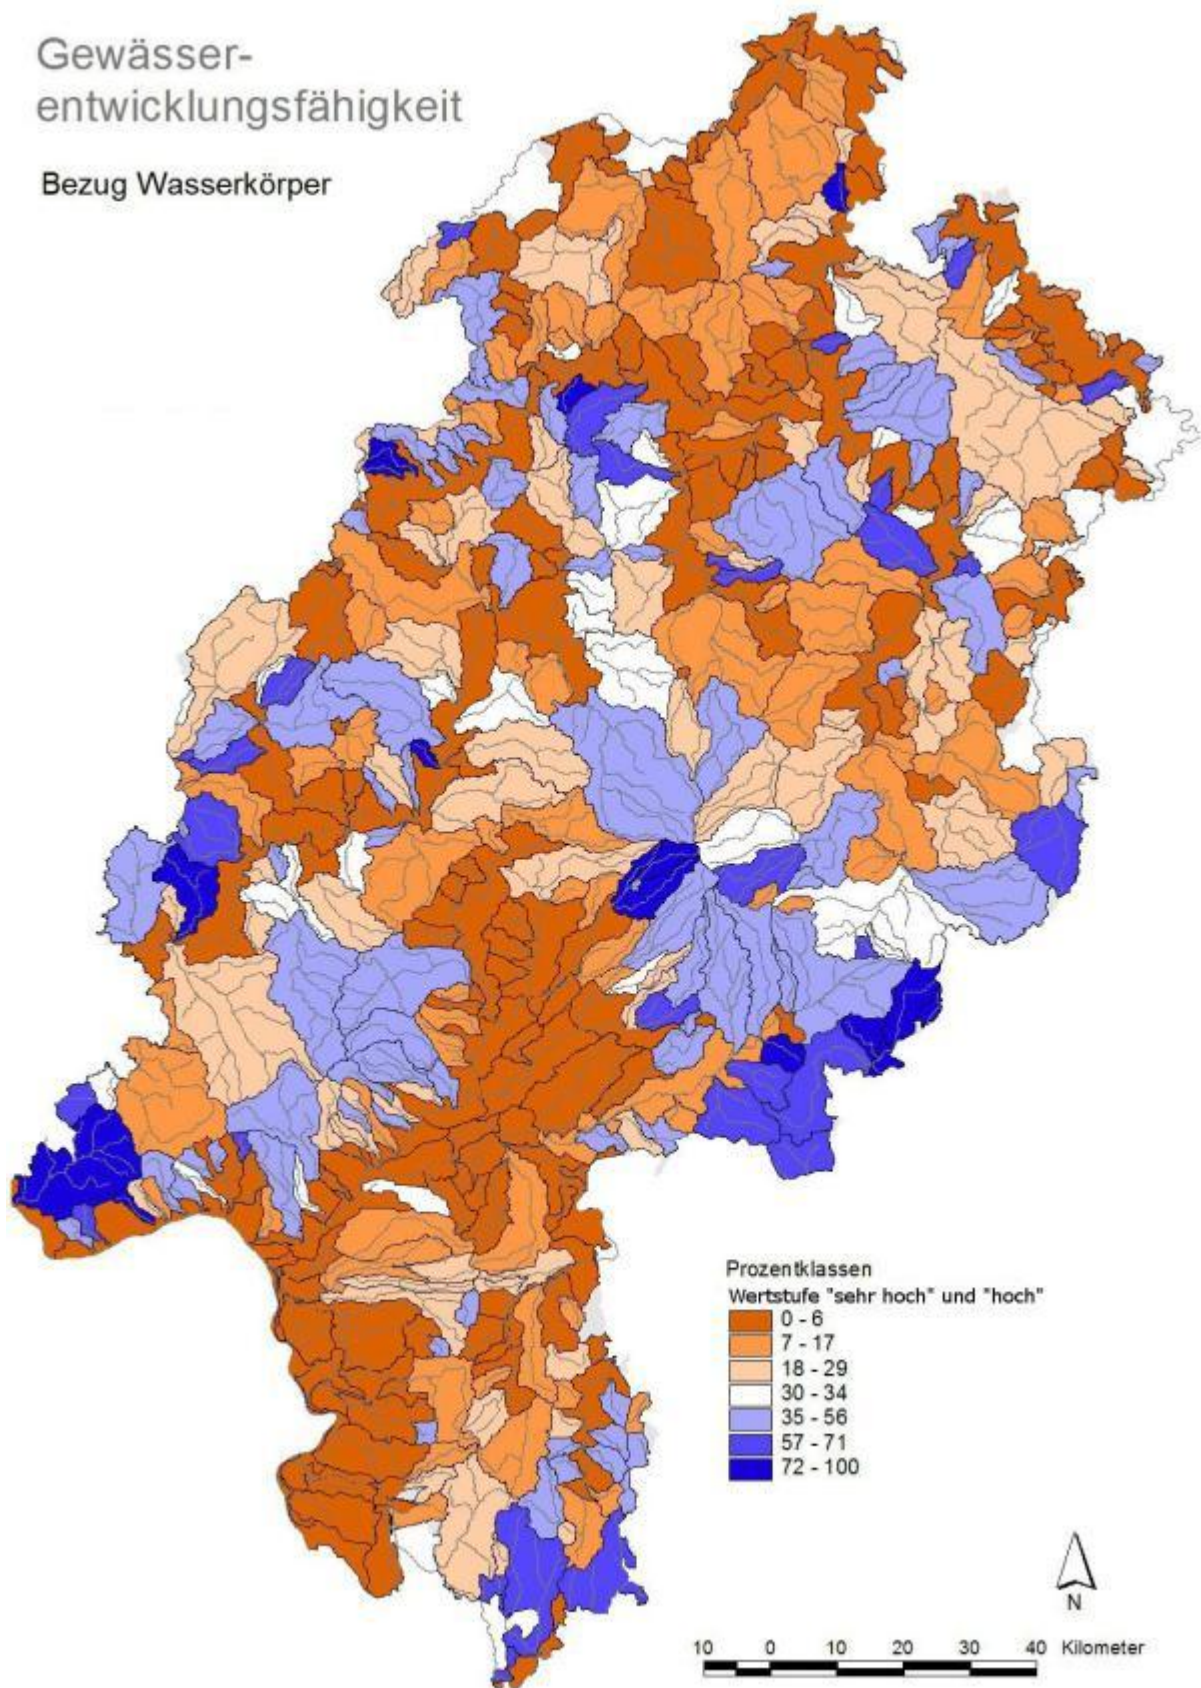 Gewässer-
entwicklungsfähigkeit
Bezug Wasserkörper
Prozentklassen
Wertstufe "sehr hoch" und "hoch"
0 - 6
7 - 17
18 - 29
30 - 34
35 - 56
57 - 71
72 - 100
N
10 0 10 20 30 40 Kilometer